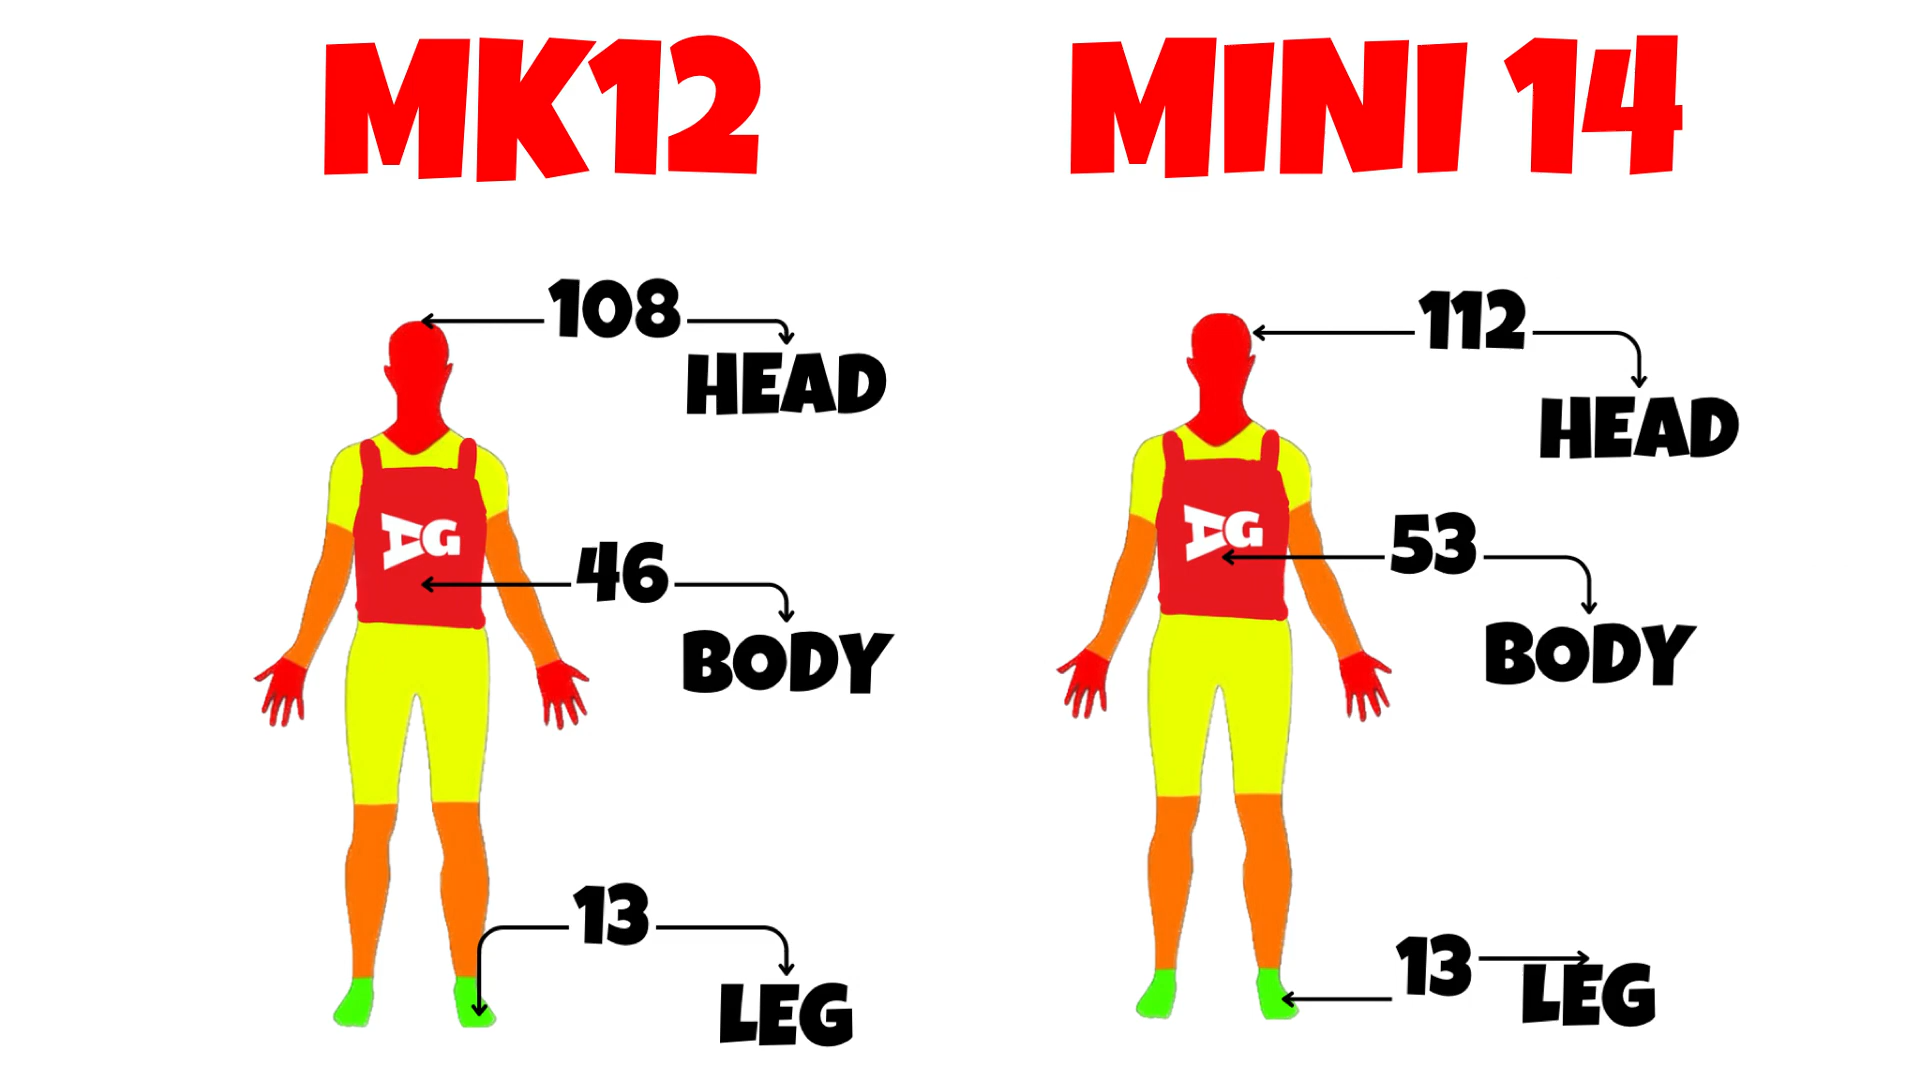 MK12
108
HEAD
AG
46
BODY
13
LEG
MINI 14
112
HEAD
AG
53
BODY
13
LEG